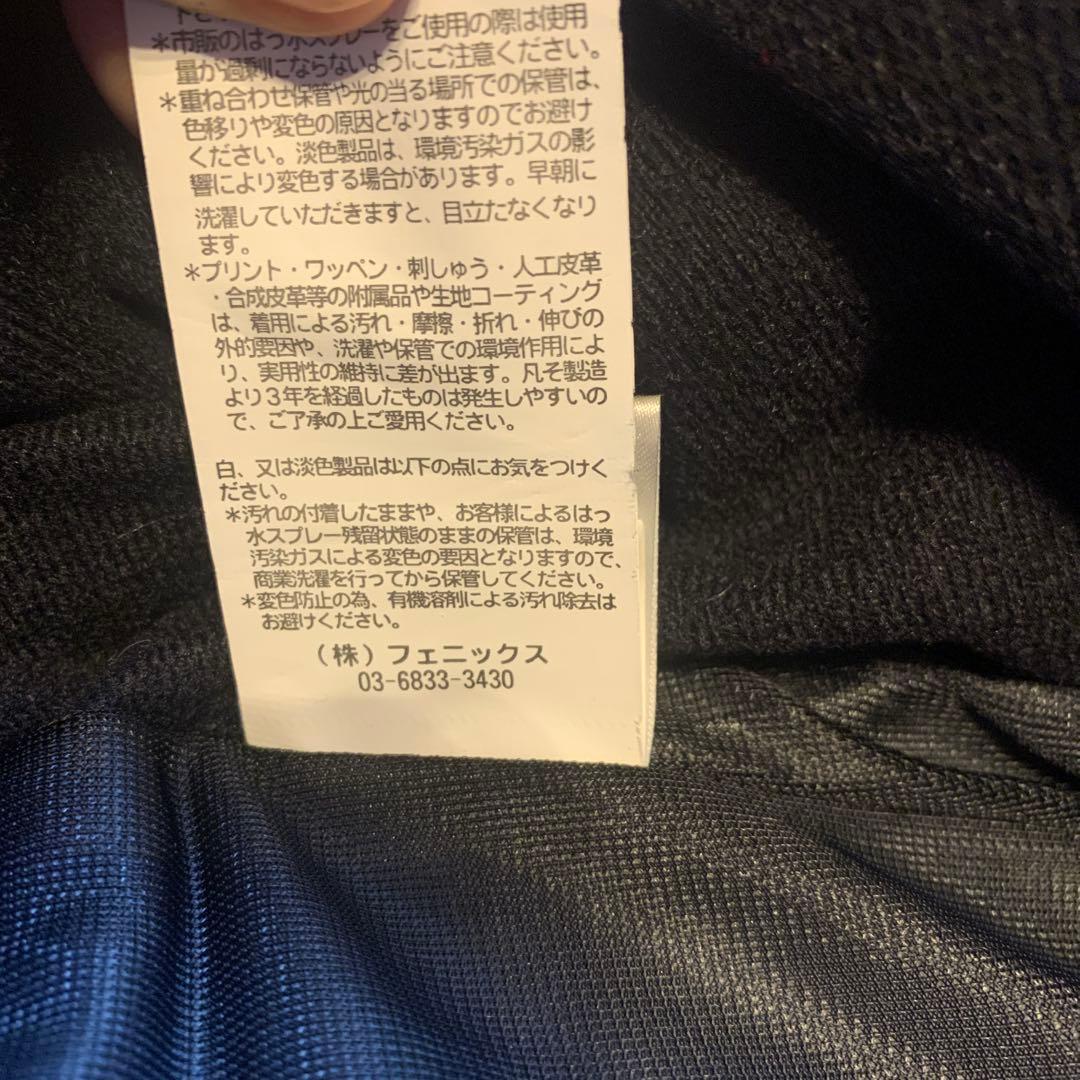 *市販のはっ水スプレーをご使用の際は使用
量が過剰にならないようにご注意ください。
*重ね合わせ保管や光の当る場所での保管は、
色移りや変色の原因となりますのでお避け
ください。淡色製品は、環境汚染ガスの影
響により変色する場合があります。早朝に
洗濯していただきますと、目立たなくなり
ます。
*プリント・ワッペン・刺しゅう・人工皮革
・合成皮革等の附属品や生地コーティング
は、着用による汚れ・摩擦・折れ・伸びの
外的要因や、洗濯や保管での環境作用によ
り、実用性の維持に差が出ます。凡そ製造
より3年を経過したものは発生しやすいの
で、ご了承の上ご愛用ください。
白、又は淡色製品は以下の点にお気をつけく
ださい。
*汚れの付着したままや、お客様によるはっ
水スプレー残留状態のままの保管は、環境
汚染ガスによる変色の要因となりますので、
商業洗濯を行ってから保管してください。
*変色防止の為、有機溶剤による汚れ除去は
お避けください。
(株)フェニックス
03-6833-3430